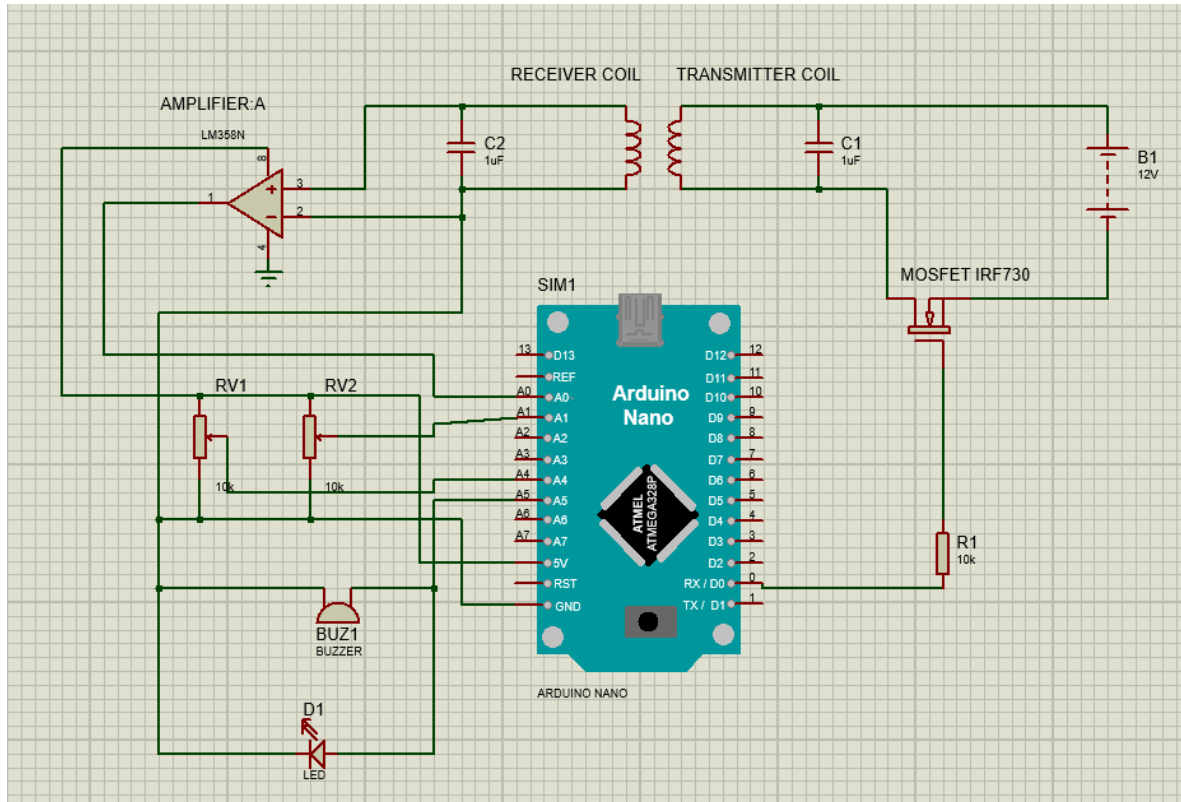 RECEIVER COIL
TRANSMITTER COIL
AMPLIFIER:A
LM358N
8
3
1
2
4
C2
1uF
C1
1uF
B1
12V
MOSFET IRF730
SIM1
Arduino
Nano
13
D13
REF
A0
A0
A1
A1
A2
A2
A3
A3
A4
A4
A5
A5
A6
A6
A7
A7
5V
RST
GND
D12
12
D11
11
D10
10
D9
9
D8
8
D7
7
D6
6
D5
5
D4
4
D3
3
D2
2
RX / D0
0
TX / D1
1
ATMEL
ATMEGA328P
ARDUINO NANO
RV1
10k
RV2
10k
R1
10k
BUZ1
BUZZER
D1
LED